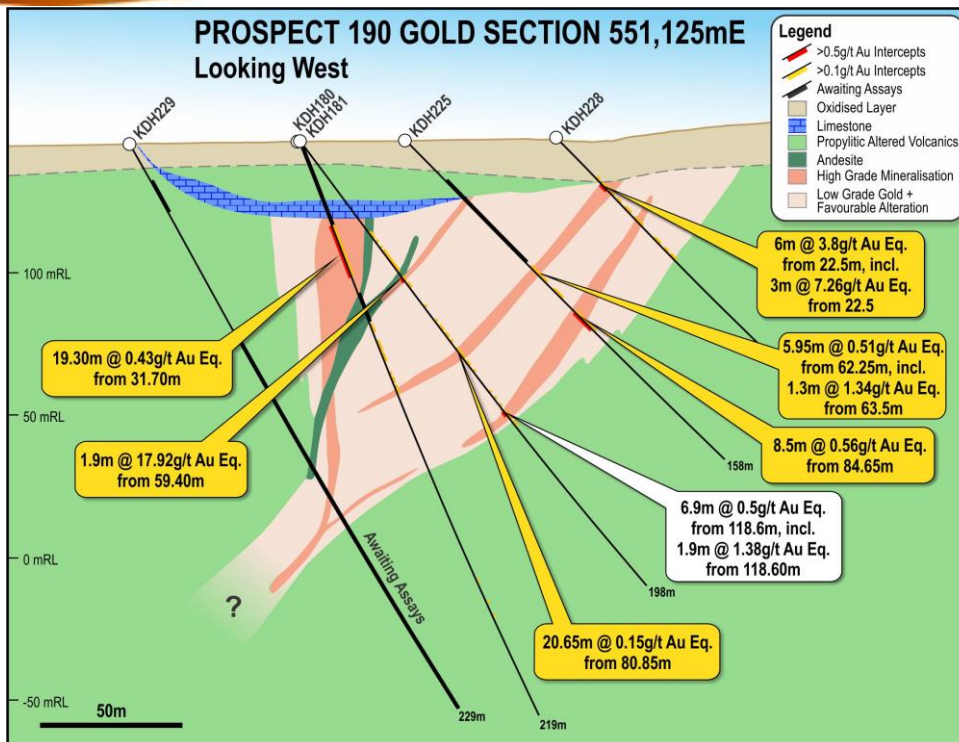 PROSPECT 190 GOLD SECTION 551,125mE
Looking West
Legend
>0.5g/t Au Intercepts
>0.1g/t Au Intercepts
Awaiting Assays
Oxidised Layer
Limestone
Propylitic Altered Volcanics
Andesite
High Grade Mineralisation
Low Grade Gold +
Favourable Alteration
KDH229
KDH180
KDH181
KDH225
KDH228
100 mRL
50 mRL
0 mRL
-50 mRL
6m @ 3.8g/t Au Eq.
from 22.5m, incl.
3m @ 7.26g/t Au Eq.
from 22.5
5.95m @ 0.51g/t Au Eq.
from 62.25m, incl.
1.3m @ 1.34g/t Au Eq.
from 63.5m
19.30m @ 0.43g/t Au Eq.
from 31.70m
8.5m @ 0.56g/t Au Eq.
from 84.65m
1.9m @ 17.92g/t Au Eq.
from 59.40m
158m
6.9m @ 0.5g/t Au Eq.
from 118.6m, incl.
1.9m @ 1.38g/t Au Eq.
from 118.60m
Awaiting Assays
198m
?
20.65m @ 0.15g/t Au Eq.
from 80.85m
50m
229m
219m